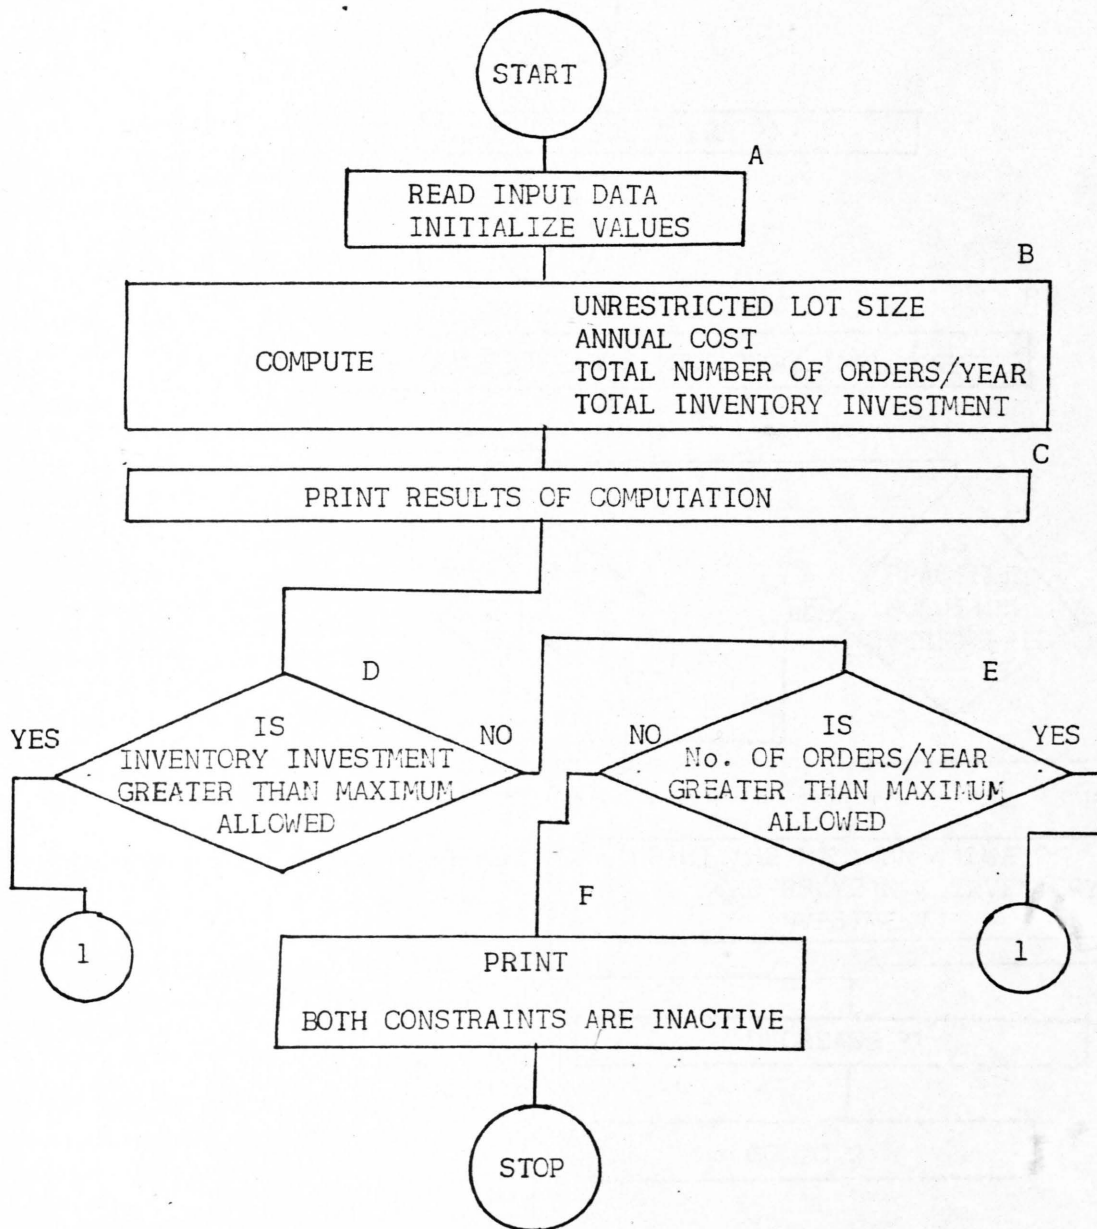 START
A
READ INPUT DATA
INITIALIZE VALUES
B
COMPUTE
UNRESTRICTED LOT SIZE
ANNUAL COST
TOTAL NUMBER OF ORDERS/YEAR
TOTAL INVENTORY INVESTMENT
C
PRINT RESULTS OF COMPUTATION
D
YES
IS
INVENTORY INVESTMENT
GREATER THAN MAXIMUM
ALLOWED
NO
E
NO
IS
No. OF ORDERS/YEAR
GREATER THAN MAXIMUM
ALLOWED
YES
1
F
PRINT
BOTH CONSTRAINTS ARE INACTIVE
1
STOP